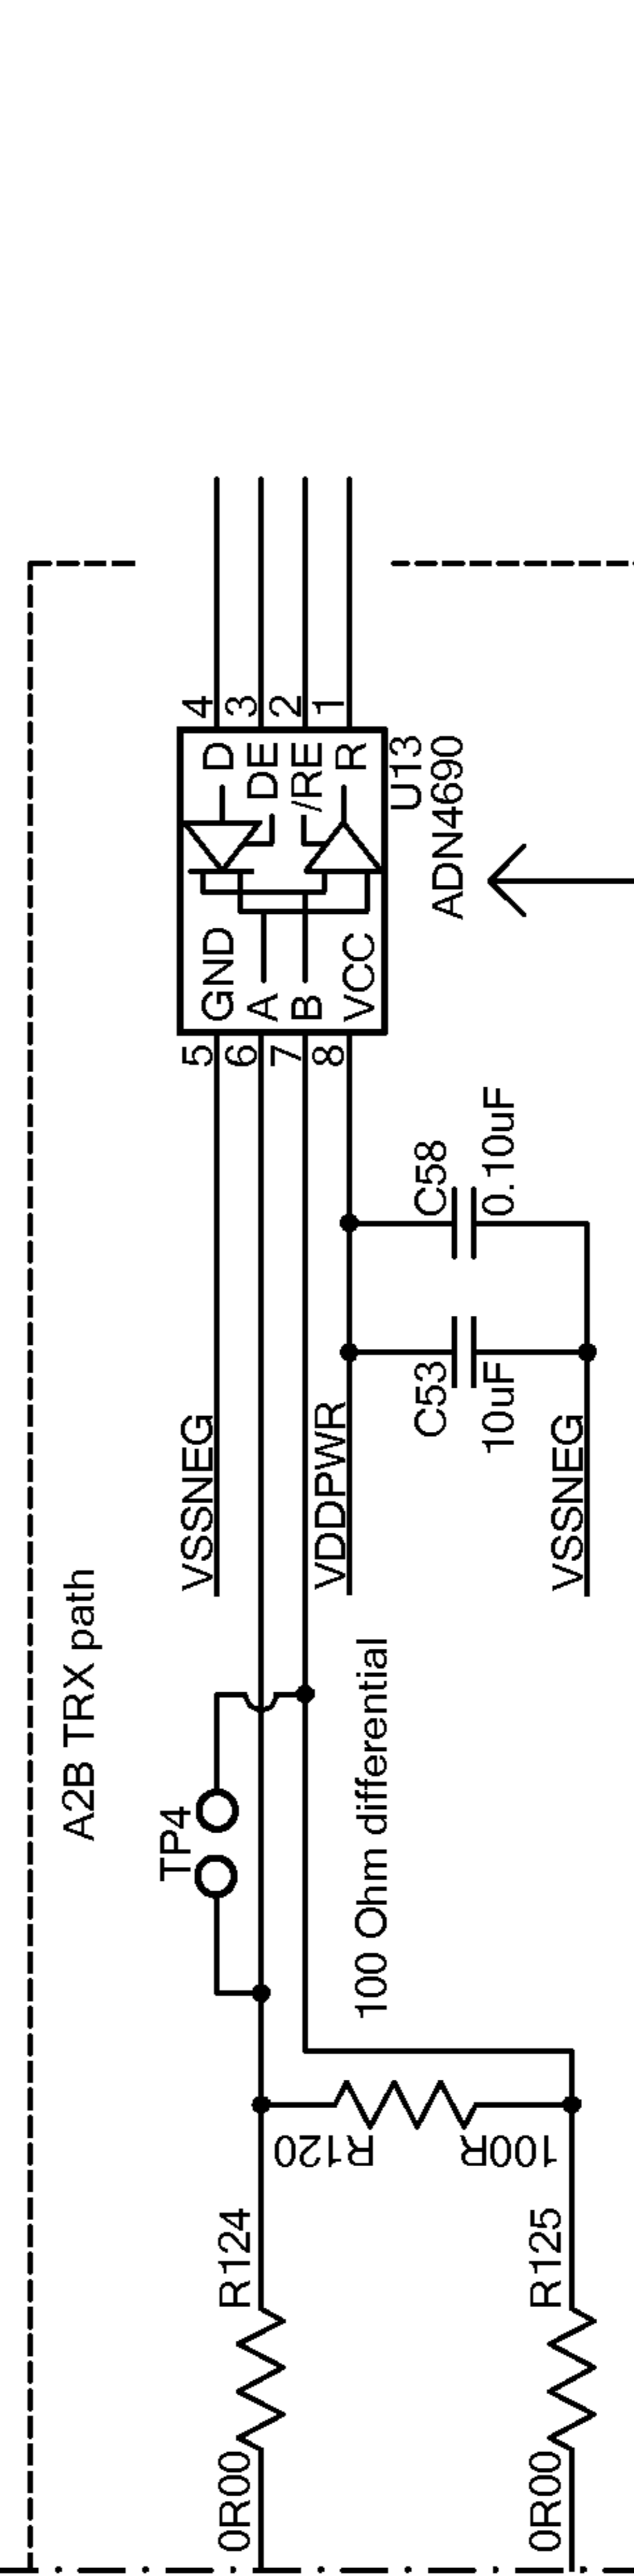 A2B TRX path
4
3
2
1
D
DE
/RE
R
U13
ADN4690
GND
A
B
VCC
5
6
7
8
C58
0.10uF
C53
10uF
VSSNEG
VDDPWR
VSSNEG
TP4
100 Ohm differential
R120
100R
R124
0R00
R125
0R00